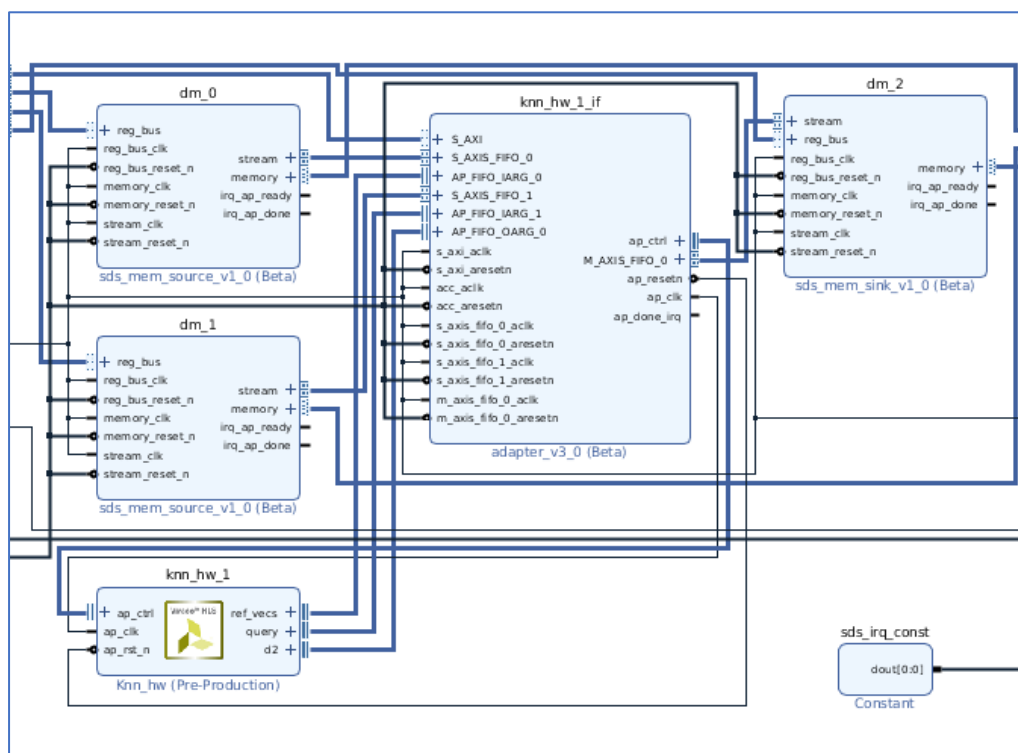 dm_0
reg_bus
reg_bus_clk
reg_bus_reset_n
memory_clk
memory_reset_n
stream_clk
stream_reset_n
stream
memory
irq_ap_ready
irq_ap_done
sds_mem_source_v1_0 (Beta)
dm_1
reg_bus
reg_bus_clk
reg_bus_reset_n
memory_clk
memory_reset_n
stream_clk
stream_reset_n
stream
memory
irq_ap_ready
irq_ap_done
sds_mem_source_v1_0 (Beta)
knn_hw_1_if
S_AXI
S_AXIS_FIFO_0
AP_FIFO_IARG_0
S_AXIS_FIFO_1
AP_FIFO_IARG_1
AP_FIFO_OARG_0
s_axi_aclk
s_axi_aresetn
acc_aclk
acc_aresetn
s_axis_fifo_0_aclk
s_axis_fifo_0_aresetn
s_axis_fifo_1_aclk
s_axis_fifo_1_aresetn
m_axis_fifo_0_aclk
m_axis_fifo_0_aresetn
ap_ctrl
M_AXIS_FIFO_0
ap_resetn
ap_clk
ap_done_irq
adapter_v3_0 (Beta)
dm_2
stream
reg_bus
reg_bus_clk
reg_bus_reset_n
memory_clk
memory_reset_n
stream_clk
stream_reset_n
memory
irq_ap_ready
irq_ap_done
sds_mem_sink_v1_0 (Beta)
knn_hw_1
ap_ctrl
ap_clk
ap_rst_n
Vivado™ HLS
ref_vecs
query
d2
Knn_hw (Pre-Production)
sds_irq_const
dout[0:0]
Constant